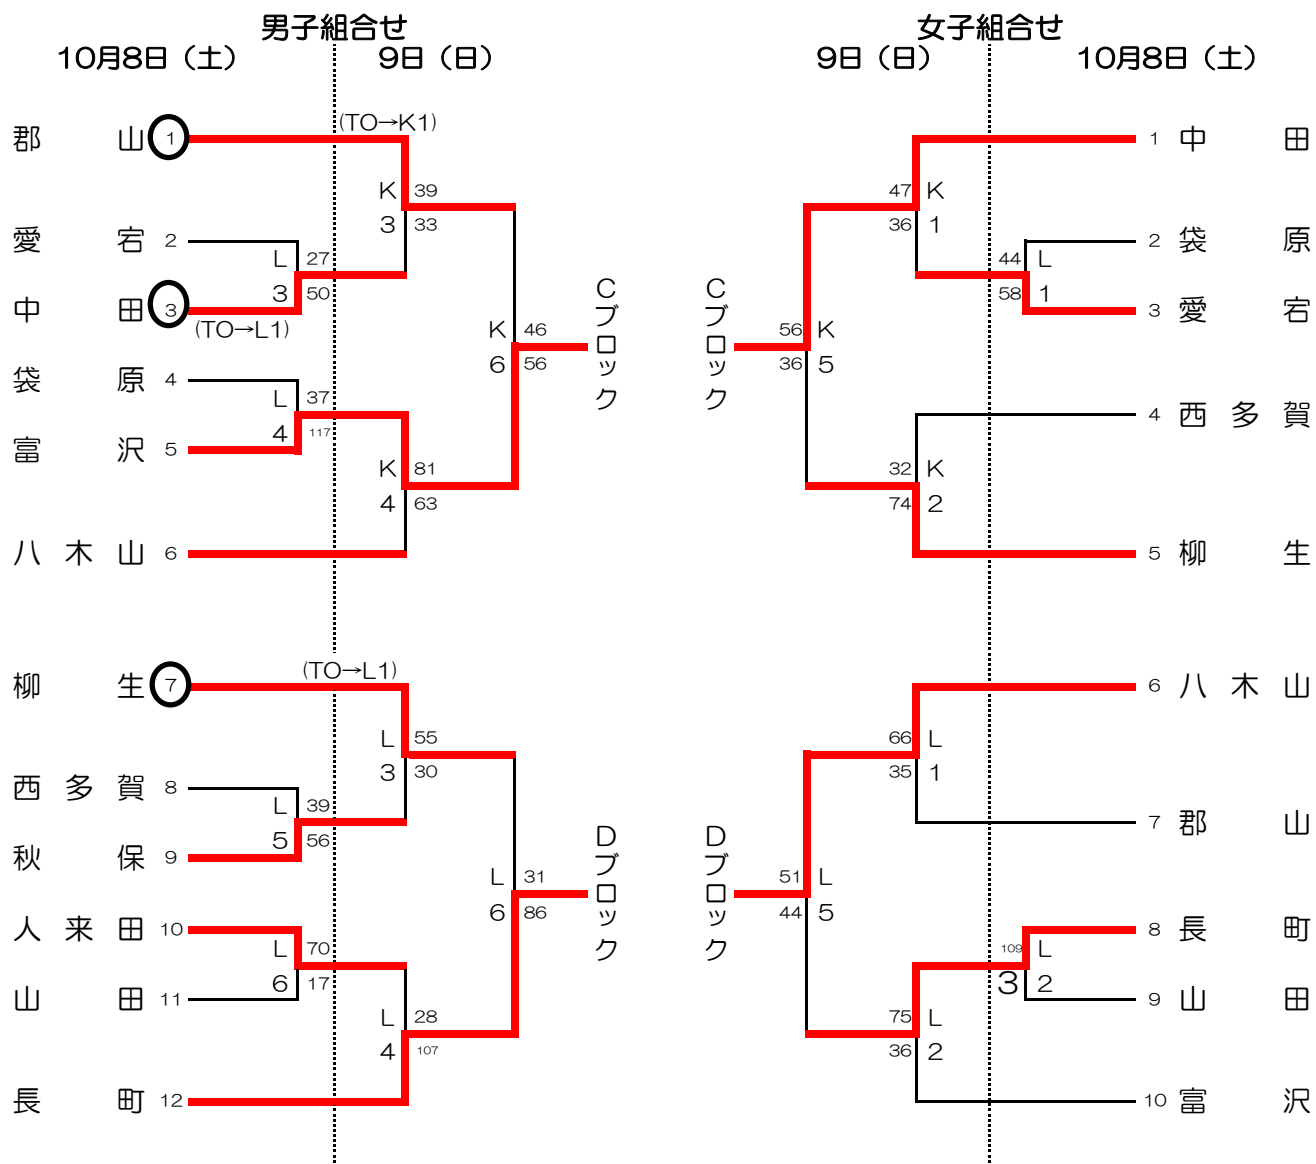 男子組合せ
10月8日（土）
9日（日）
(TO→K1)
郡山 1
K 39
3 33
愛宕 2
L 27
3 50
中田 3
(TO→L1)
K 46
6 56
Cブロック
袋原 4
L 37
4 117
富沢 5
K 81
4 63
八木山 6
(TO→L1)
柳生 7
L 55
3 30
西多賀 8
L 39
5 56
秋保 9
L 31
6 86
Dブロック
人来田 10
L 70
6 17
山田 11
L 28
4 107
長町 12
女子組合せ
9日（日）
10月8日（土）
1 中田
47 K
36 1
2 袋原
44 L
58 1
3 愛宕
Cブロック
56 K
36 5
4 西多賀
32 K
74 2
5 柳生
6 八木山
66 L
35 1
7 郡山
Dブロック
51 L
44 5
8 長町
109 L
3 2
9 山田
75 L
36 2
10 富沢